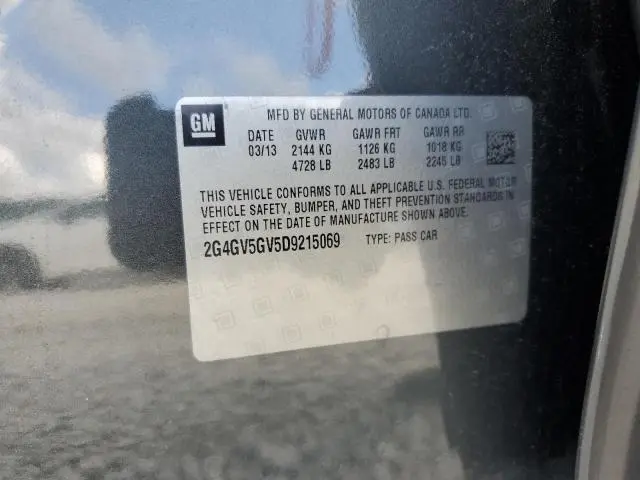 GM
MFD BY GENERAL MOTORS OF CANADA LTD.
DATE GVWR GAWR FRT GAWR RR
03/13 2144 KG 1126 KG 1018 KG
4728 LB 2483 LB 2245 LB
THIS VEHICLE CONFORMS TO ALL APPLICABLE U.S. FEDERAL MOTOR
VEHICLE SAFETY, BUMPER, AND THEFT PREVENTION STANDARDS IN
EFFECT ON THE DATE OF MANUFACTURE SHOWN ABOVE.
2G4GV5GV5D9215069 TYPE: PASS CAR